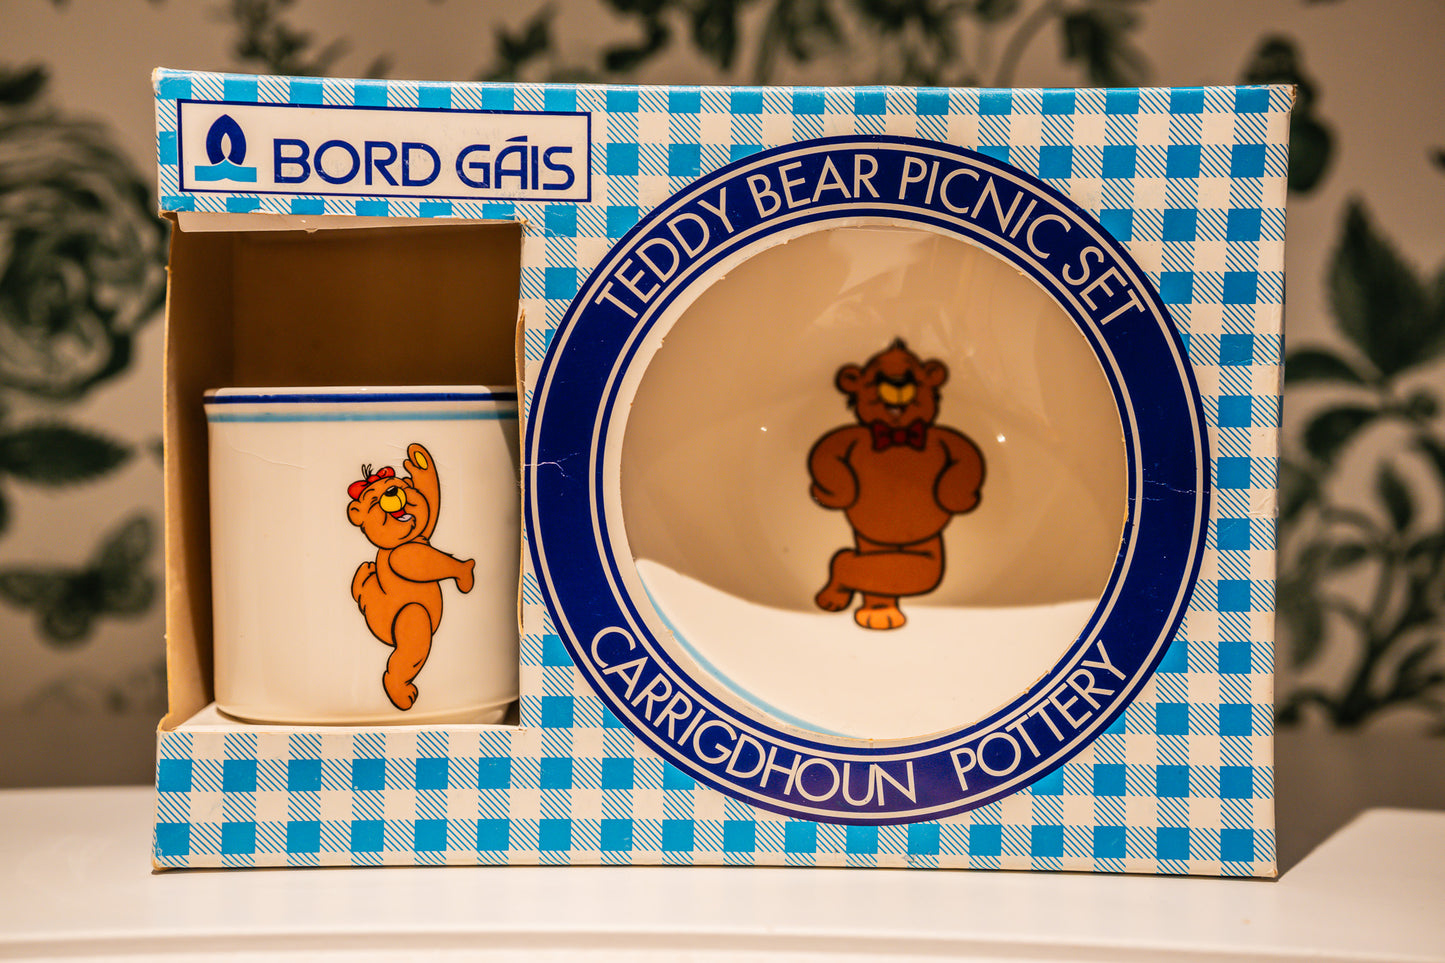 BORD GÁIS
TEDDY BEAR PICNIC SET
CARRIGDHOUN POTTERY